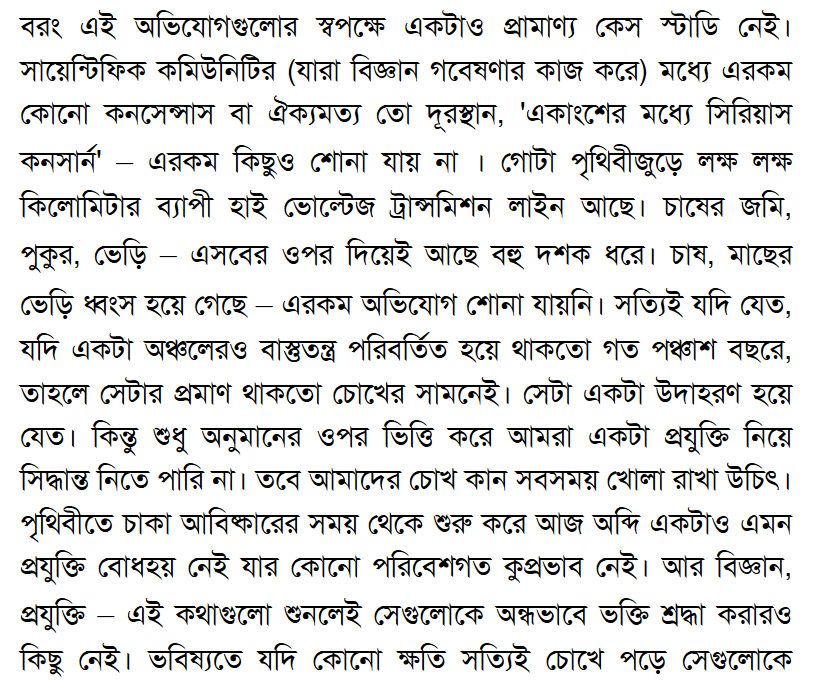 বরং এই অভিযোগগুলোর স্বপক্ষে একটাও প্রামাণ্য কেস স্টাডি নেই।
সায়েন্টিফিক কমিউনিটির (যারা বিজ্ঞান গবেষণার কাজ করে) মধ্যে এরকম
কোনো কনসেন্সাস বা ঐক্যমত্য তো দূরস্থান, 'একাংশের মধ্যে সিরিয়াস
কনসার্ন' – এরকম কিছুও শোনা যায় না । গোটা পৃথিবীজুড়ে লক্ষ লক্ষ
কিলোমিটার ব্যাপী হাই ভোল্টেজ ট্রান্সমিশন লাইন আছে। চাষের জমি,
পুকুর, ভেড়ি – এসবের ওপর দিয়েই আছে বহু দশক ধরে। চাষ, মাছের
ভেড়ি ধ্বংস হয়ে গেছে – এরকম অভিযোগ শোনা যায়নি। সত্যিই যদি যেত,
যদি একটা অঞ্চলেরও বাস্তুতন্ত্র পরিবর্তিত হয়ে থাকতো গত পঞ্চাশ বছরে,
তাহলে সেটার প্রমাণ থাকতো চোখের সামনেই। সেটা একটা উদাহরণ হয়ে
যেত। কিন্তু শুধু অনুমানের ওপর ভিত্তি করে আমরা একটা প্রযুক্তি নিয়ে
সিদ্ধান্ত নিতে পারি না। তবে আমাদের চোখ কান সবসময় খোলা রাখা উচিৎ।
পৃথিবীতে চাকা আবিষ্কারের সময় থেকে শুরু করে আজ অব্দি একটাও এমন
প্রযুক্তি বোধহয় নেই যার কোনো পরিবেশগত কুপ্রভাব নেই। আর বিজ্ঞান,
প্রযুক্তি – এই কথাগুলো শুনলেই সেগুলোকে অন্ধভাবে ভক্তি শ্রদ্ধা করারও
কিছু নেই। ভবিষ্যতে যদি কোনো ক্ষতি সত্যিই চোখে পড়ে সেগুলোকে